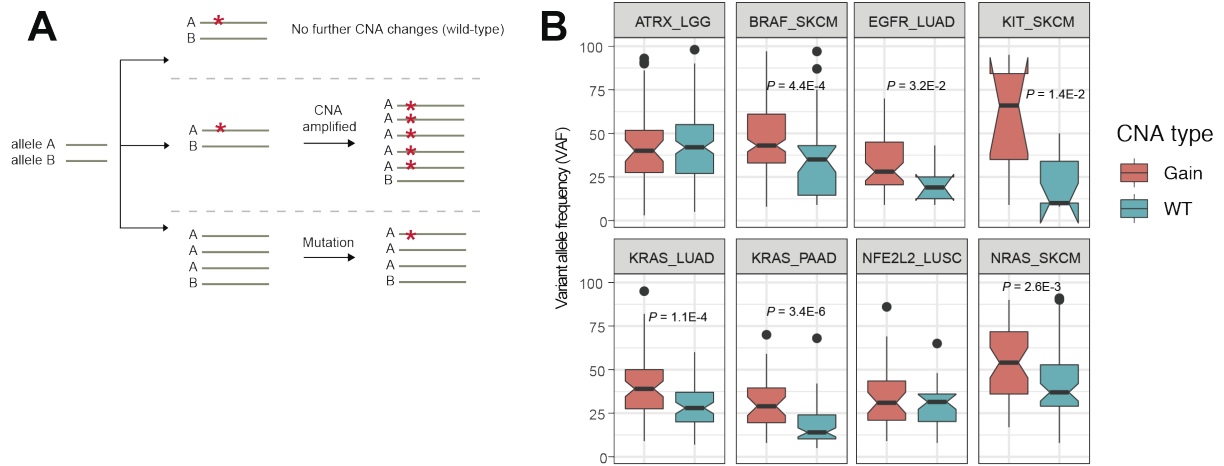 A
A
B
No further CNA changes (wild-type)
allele A
allele B
A
B
CNA
amplified
A
A
A
A
A
B
A
A
A
B
Mutation
A
A
A
B
B
Variant allele frequency (VAF)
ATRX_LGG
BRAF_SKCM
EGFR_LUAD
KIT_SKCM
100
75
50
25
0
P = 4.4E-4
P = 3.2E-2
P = 1.4E-2
KRAS_LUAD
KRAS_PAAD
NFE2L2_LUSC
NRAS_SKCM
100
75
50
25
0
P = 1.1E-4
P = 3.4E-6
P = 2.6E-3
CNA type
Gain
WT